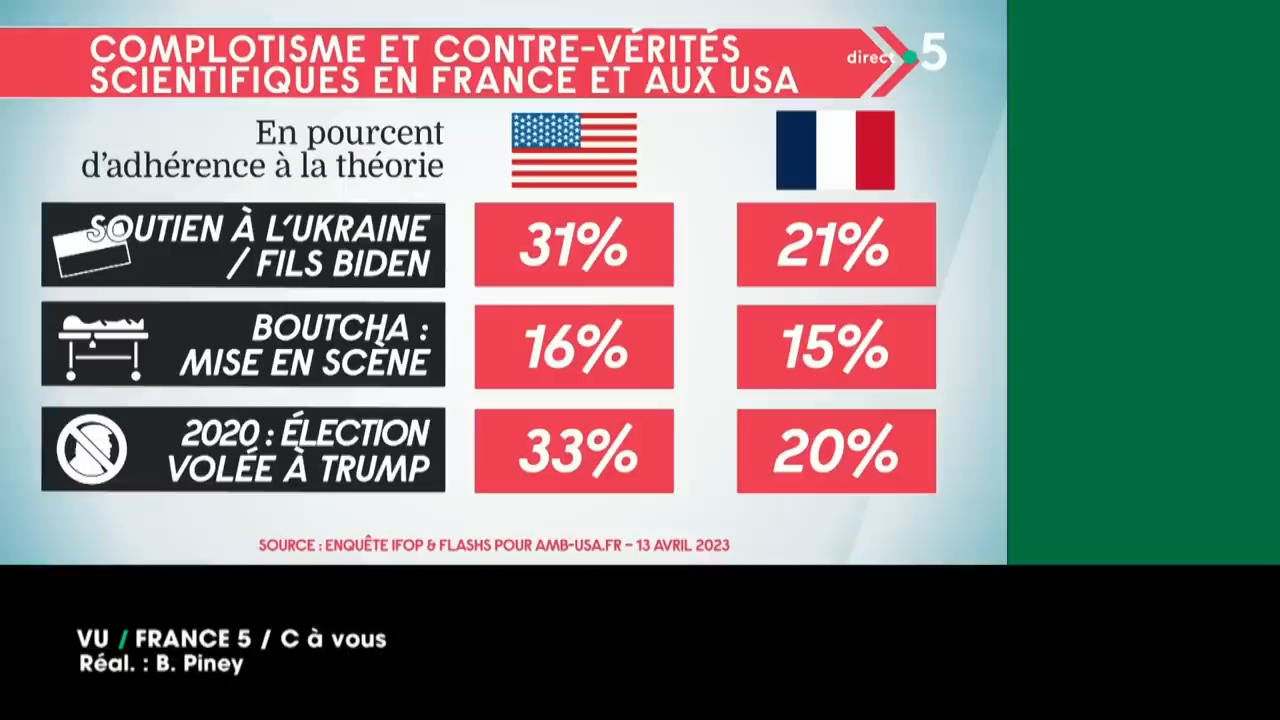 COMPLOTISME ET CONTRE-VÉRITÉS
SCIENTIFIQUES EN FRANCE ET AUX USA
direct 5
En pourcent
d'adhérence à la théorie
SOUTIEN À L'UKRAINE
/ FILS BIDEN
31%
21%
BOUTCHA :
MISE EN SCÈNE
16%
15%
2020 : ÉLECTION
VOLÉE À TRUMP
33%
20%
SOURCE : ENQUÊTE IFOP & FLASHS POUR AMB-USA.FR – 13 AVRIL 2023
VU / FRANCE 5 / C à vous
Réal. : B. Piney